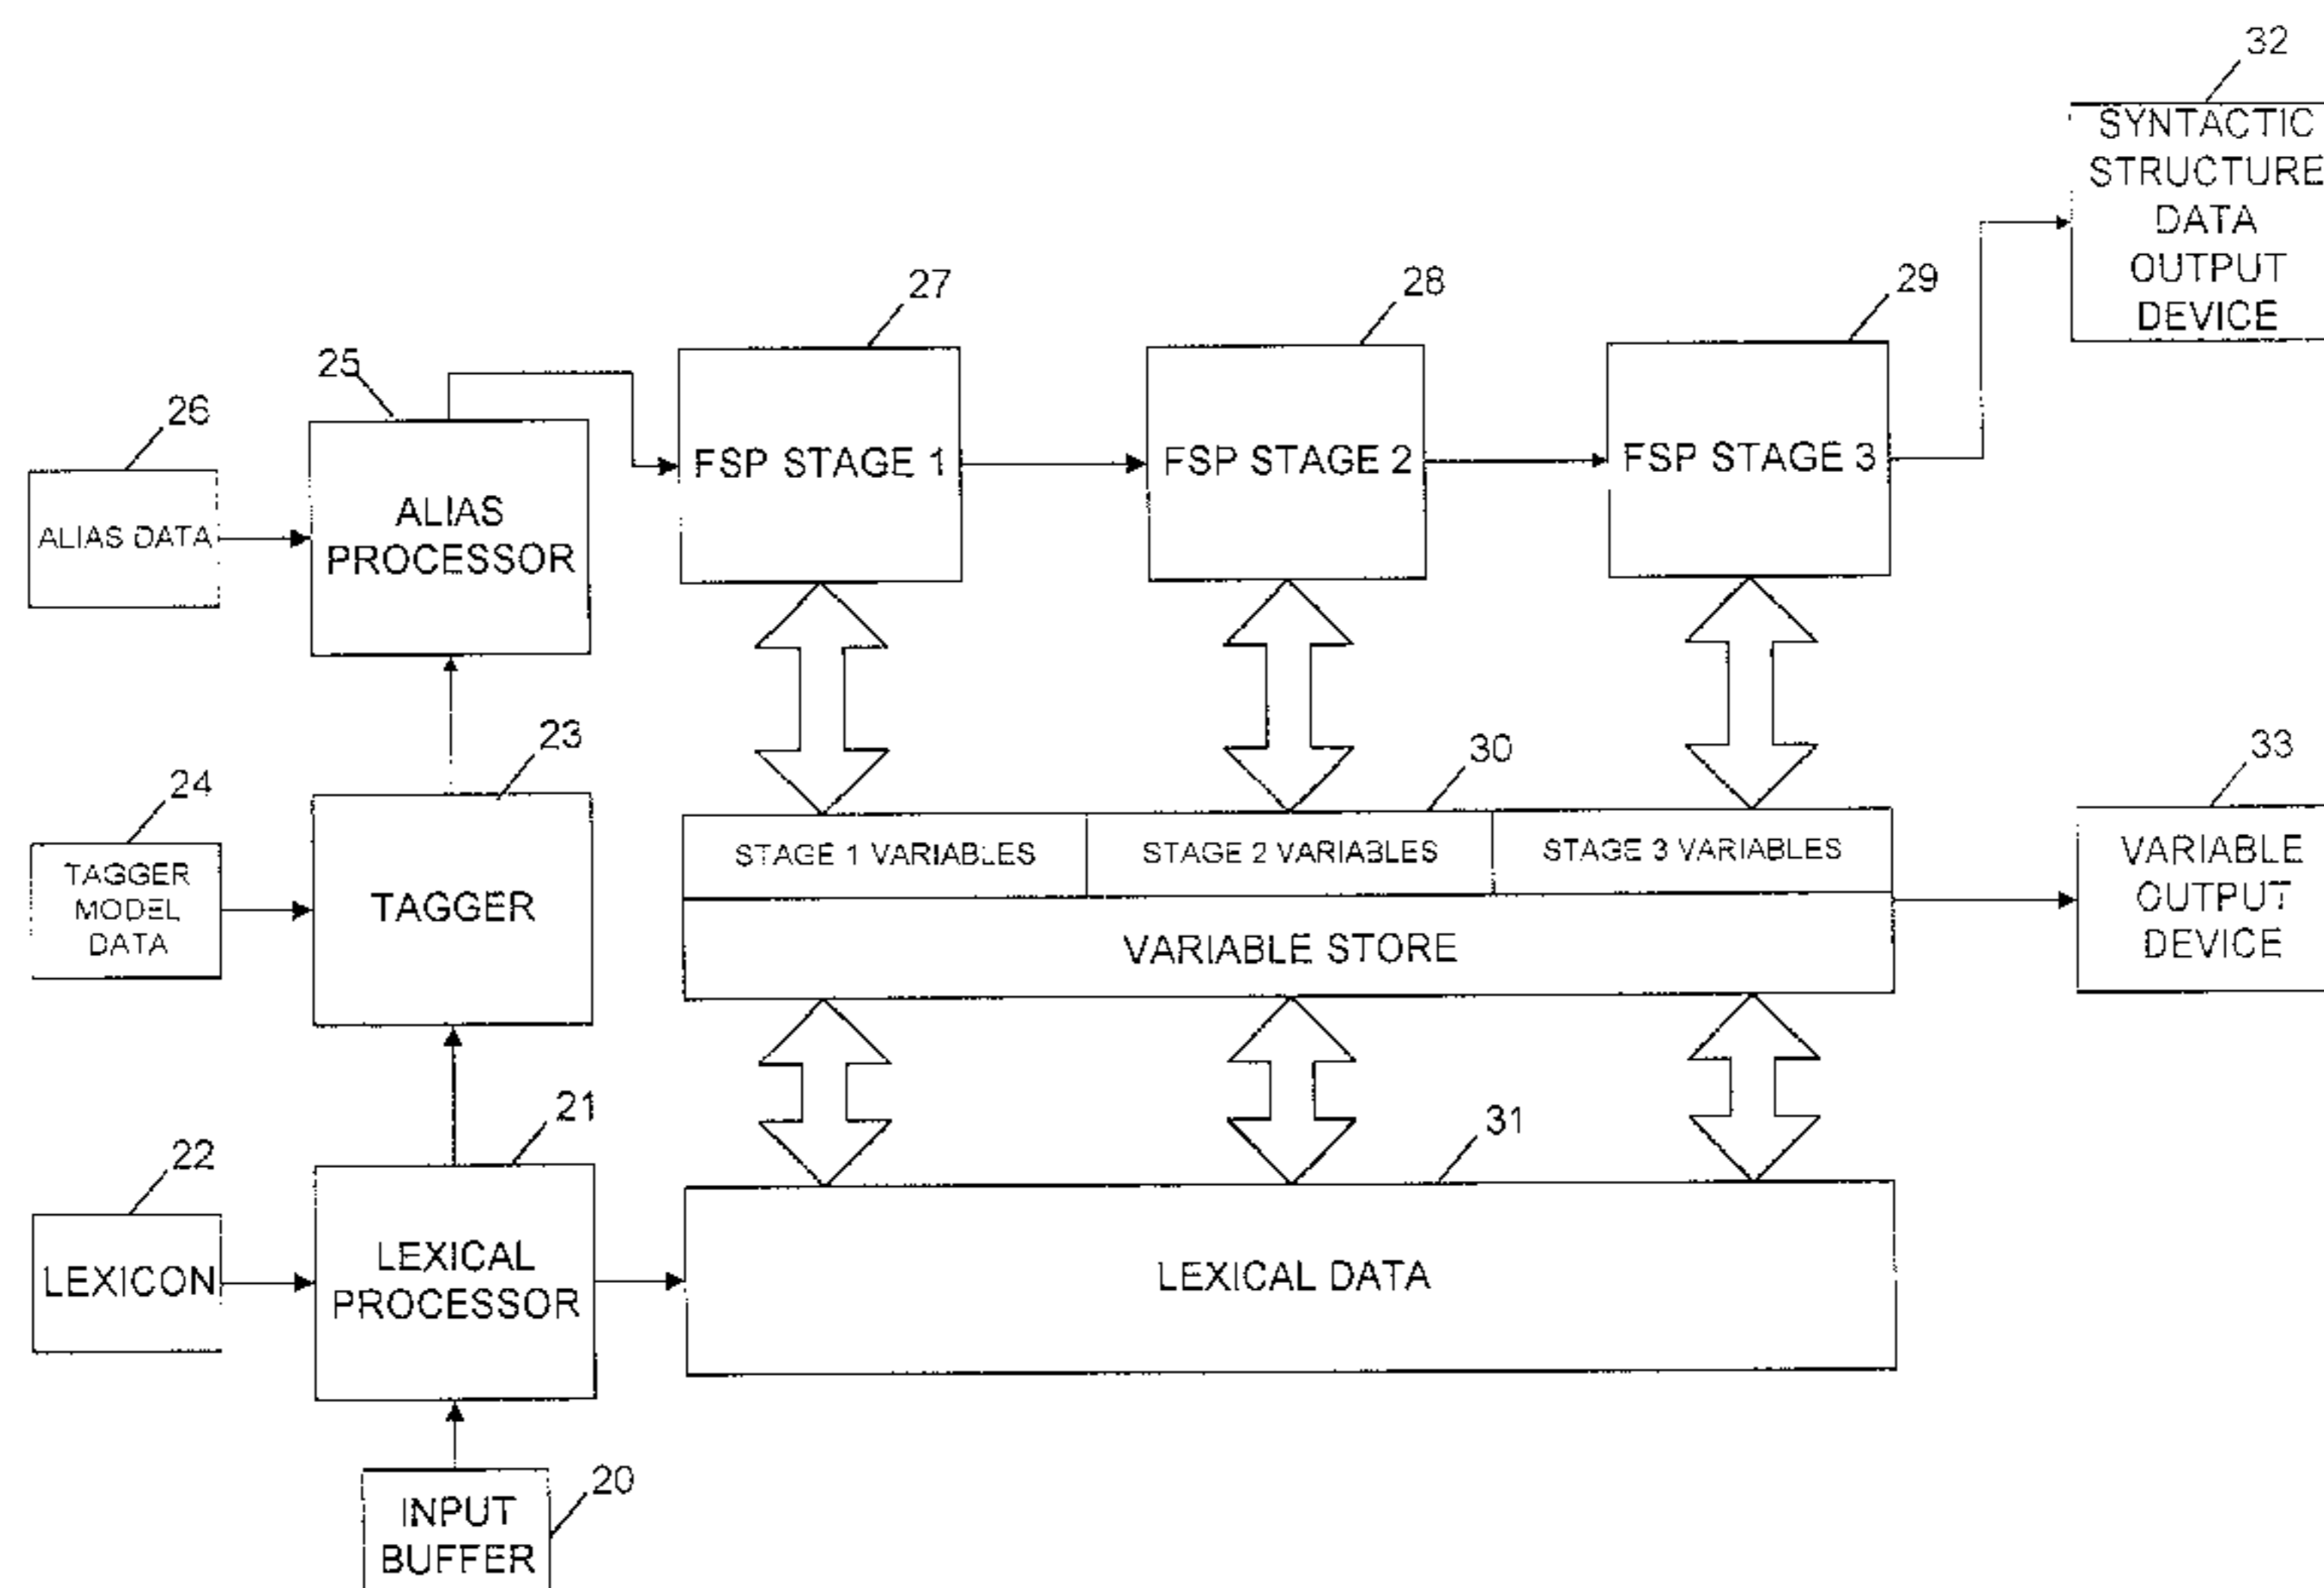 32
SYNTACTIC
STRUCTURE
DATA
OUTPUT
DEVICE
27
28
29
25
26
FSP STAGE 1
FSP STAGE 2
FSP STAGE 3
ALIAS DATA
ALIAS
PROCESSOR
23
24
30
33
TAGGER
MODEL
DATA
TAGGER
STAGE 1 VARIABLES
STAGE 2 VARIABLES
STAGE 3 VARIABLES
VARIABLE STORE
VARIABLE
OUTPUT
DEVICE
21
22
31
LEXICON
LEXICAL
PROCESSOR
LEXICAL DATA
20
INPUT
BUFFER